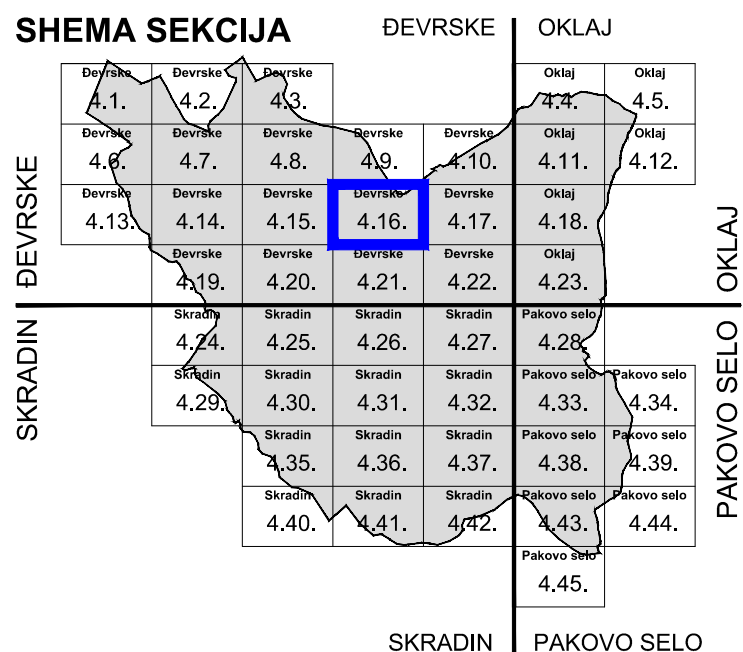 SHEMA SEKCIJA
ĐEVRSKE
OKLAJ
Đevrske Đevrske Đevrske Oklaj Oklaj
4.1. 4.2. 4.3. 4.4. 4.5.
Đevrske Đevrske Đevrske Đevrske Đevrske Oklaj Oklaj
4.6. 4.7. 4.8. 4.9. 4.10. 4.11. 4.12.
Đevrske Đevrske Đevrske Đevrske Đevrske Oklaj
4.13. 4.14. 4.15. 4.16. 4.17. 4.18.
Đevrske Đevrske Đevrske Đevrske Oklaj
4.19. 4.20. 4.21. 4.22. 4.23.
Skradin Skradin Skradin Skradin Pakovo selo
4.24. 4.25. 4.26. 4.27. 4.28.
Skradin Skradin Skradin Skradin Pakovo selo Pakovo selo
4.29. 4.30. 4.31. 4.32. 4.33. 4.34.
Skradin Skradin Skradin Pakovo selo Pakovo selo
4.35. 4.36. 4.37. 4.38. 4.39.
Skradin Skradin Skradin Pakovo selo Pakovo selo
4.40. 4.41. 4.42. 4.43. 4.44.
Pakovo selo
4.45.
ĐEVRSKE
SKRADIN
OKLAJ
PAKOVO SELO
SKRADIN
PAKOVO SELO